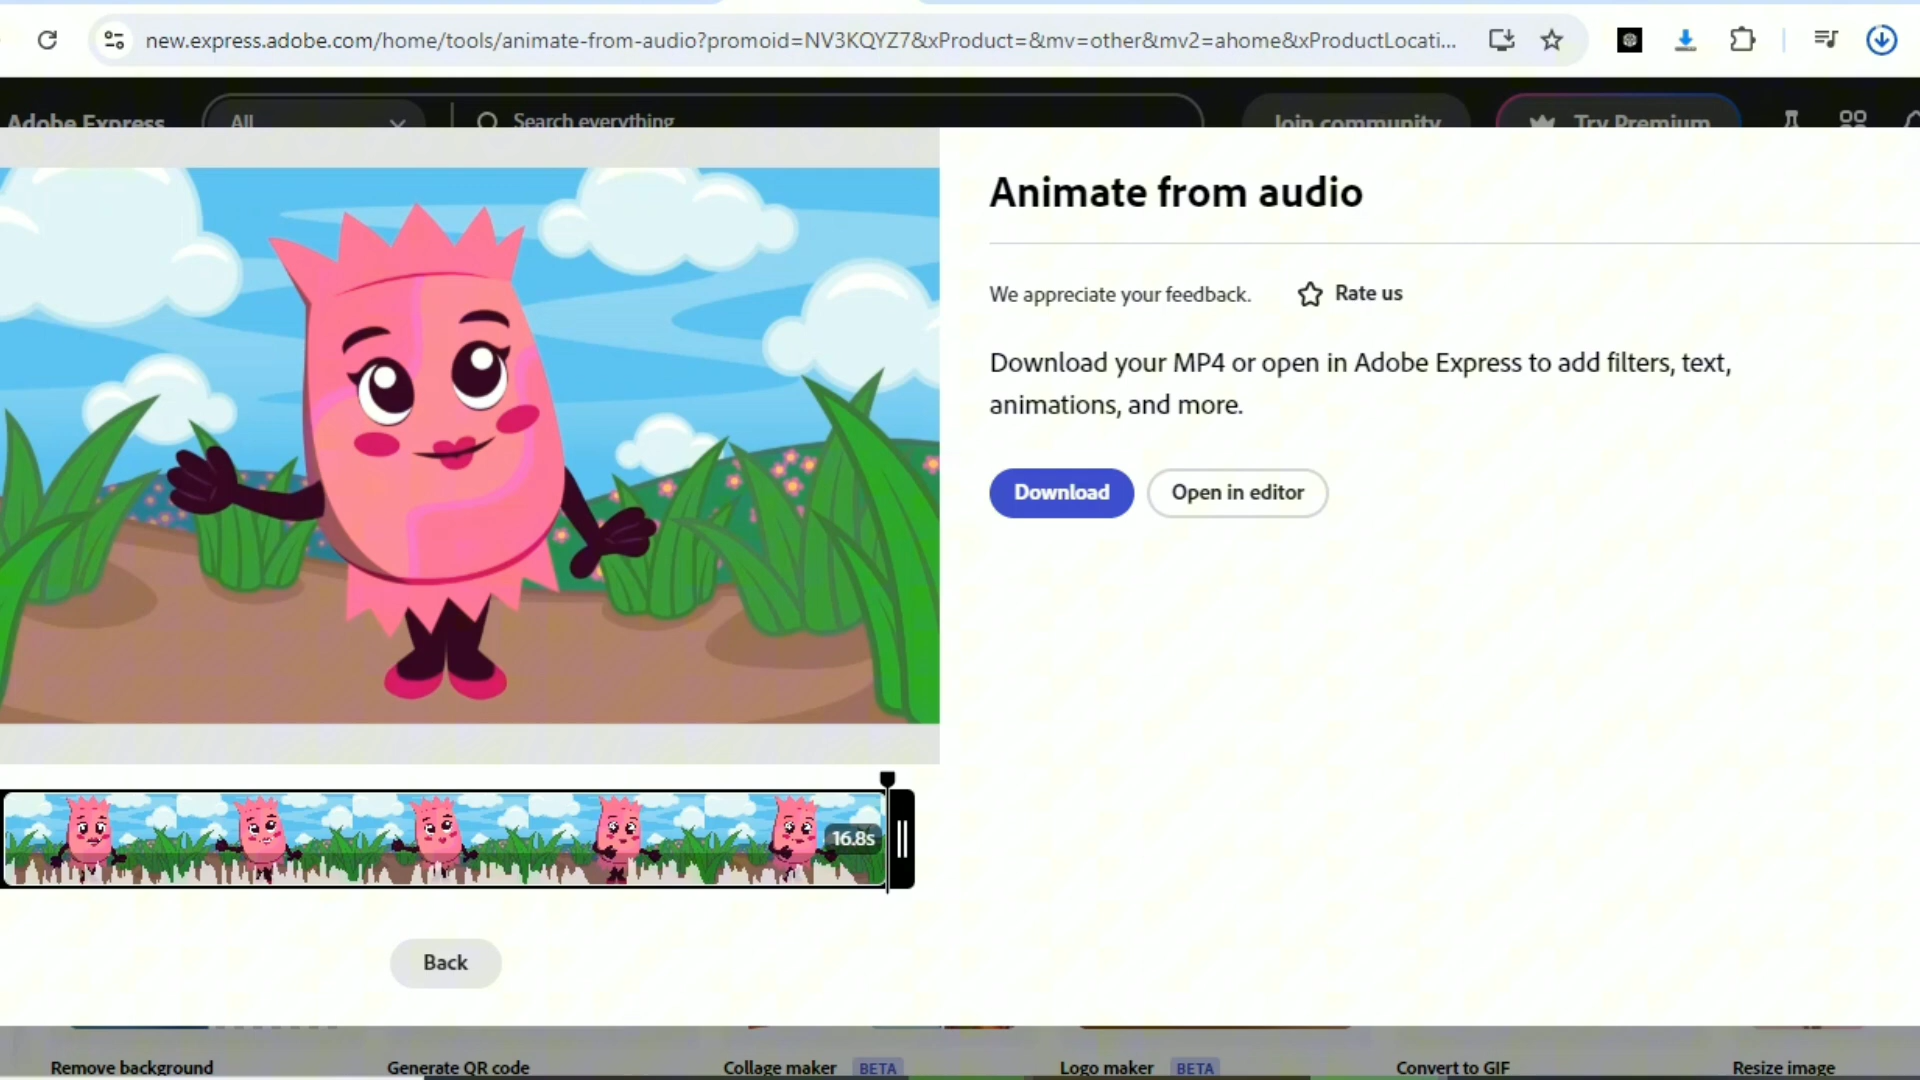 new.express.adobe.com/home/tools/animate-from-audio?promoid=NV3KQYZ7&xProduct=&mv=other&mv2=ahome&xProductLocati...
Adobe Express All Search everything Join community Try Premium
Animate from audio
We appreciate your feedback. Rate us
Download your MP4 or open in Adobe Express to add filters, text,
animations, and more.
Download Open in editor
16.8s
Back
Remove background Generate QR code Collage maker BETA Logo maker BETA Convert to GIF Resize image